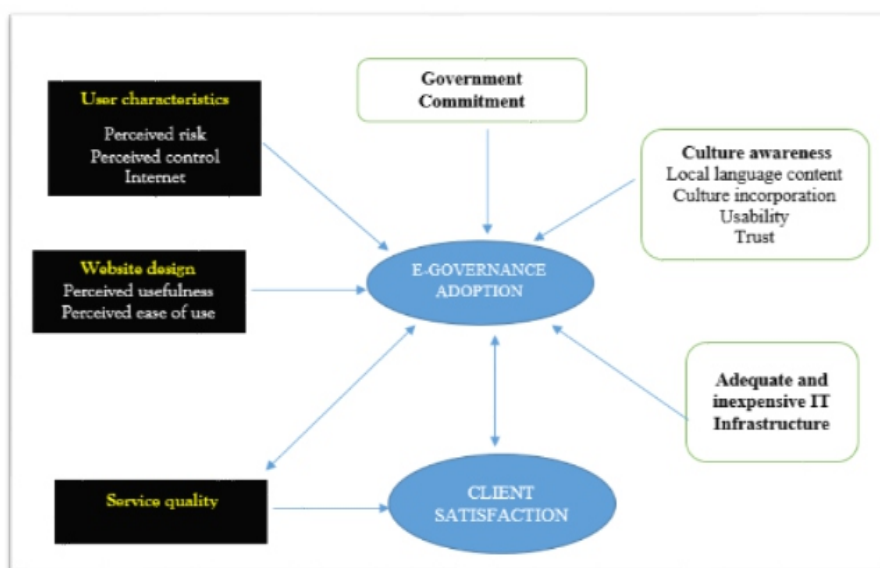 User characteristics
Perceived risk
Perceived control
Internet
Government
Commitment
Culture awareness
Local language content
Culture incorporation
Usability
Trust
Website design
Perceived usefulness
Perceived ease of use
E-GOVERNANCE
ADOPTION
Adequate and
inexpensive IT
Infrastructure
Service quality
CLIENT
SATISFACTION